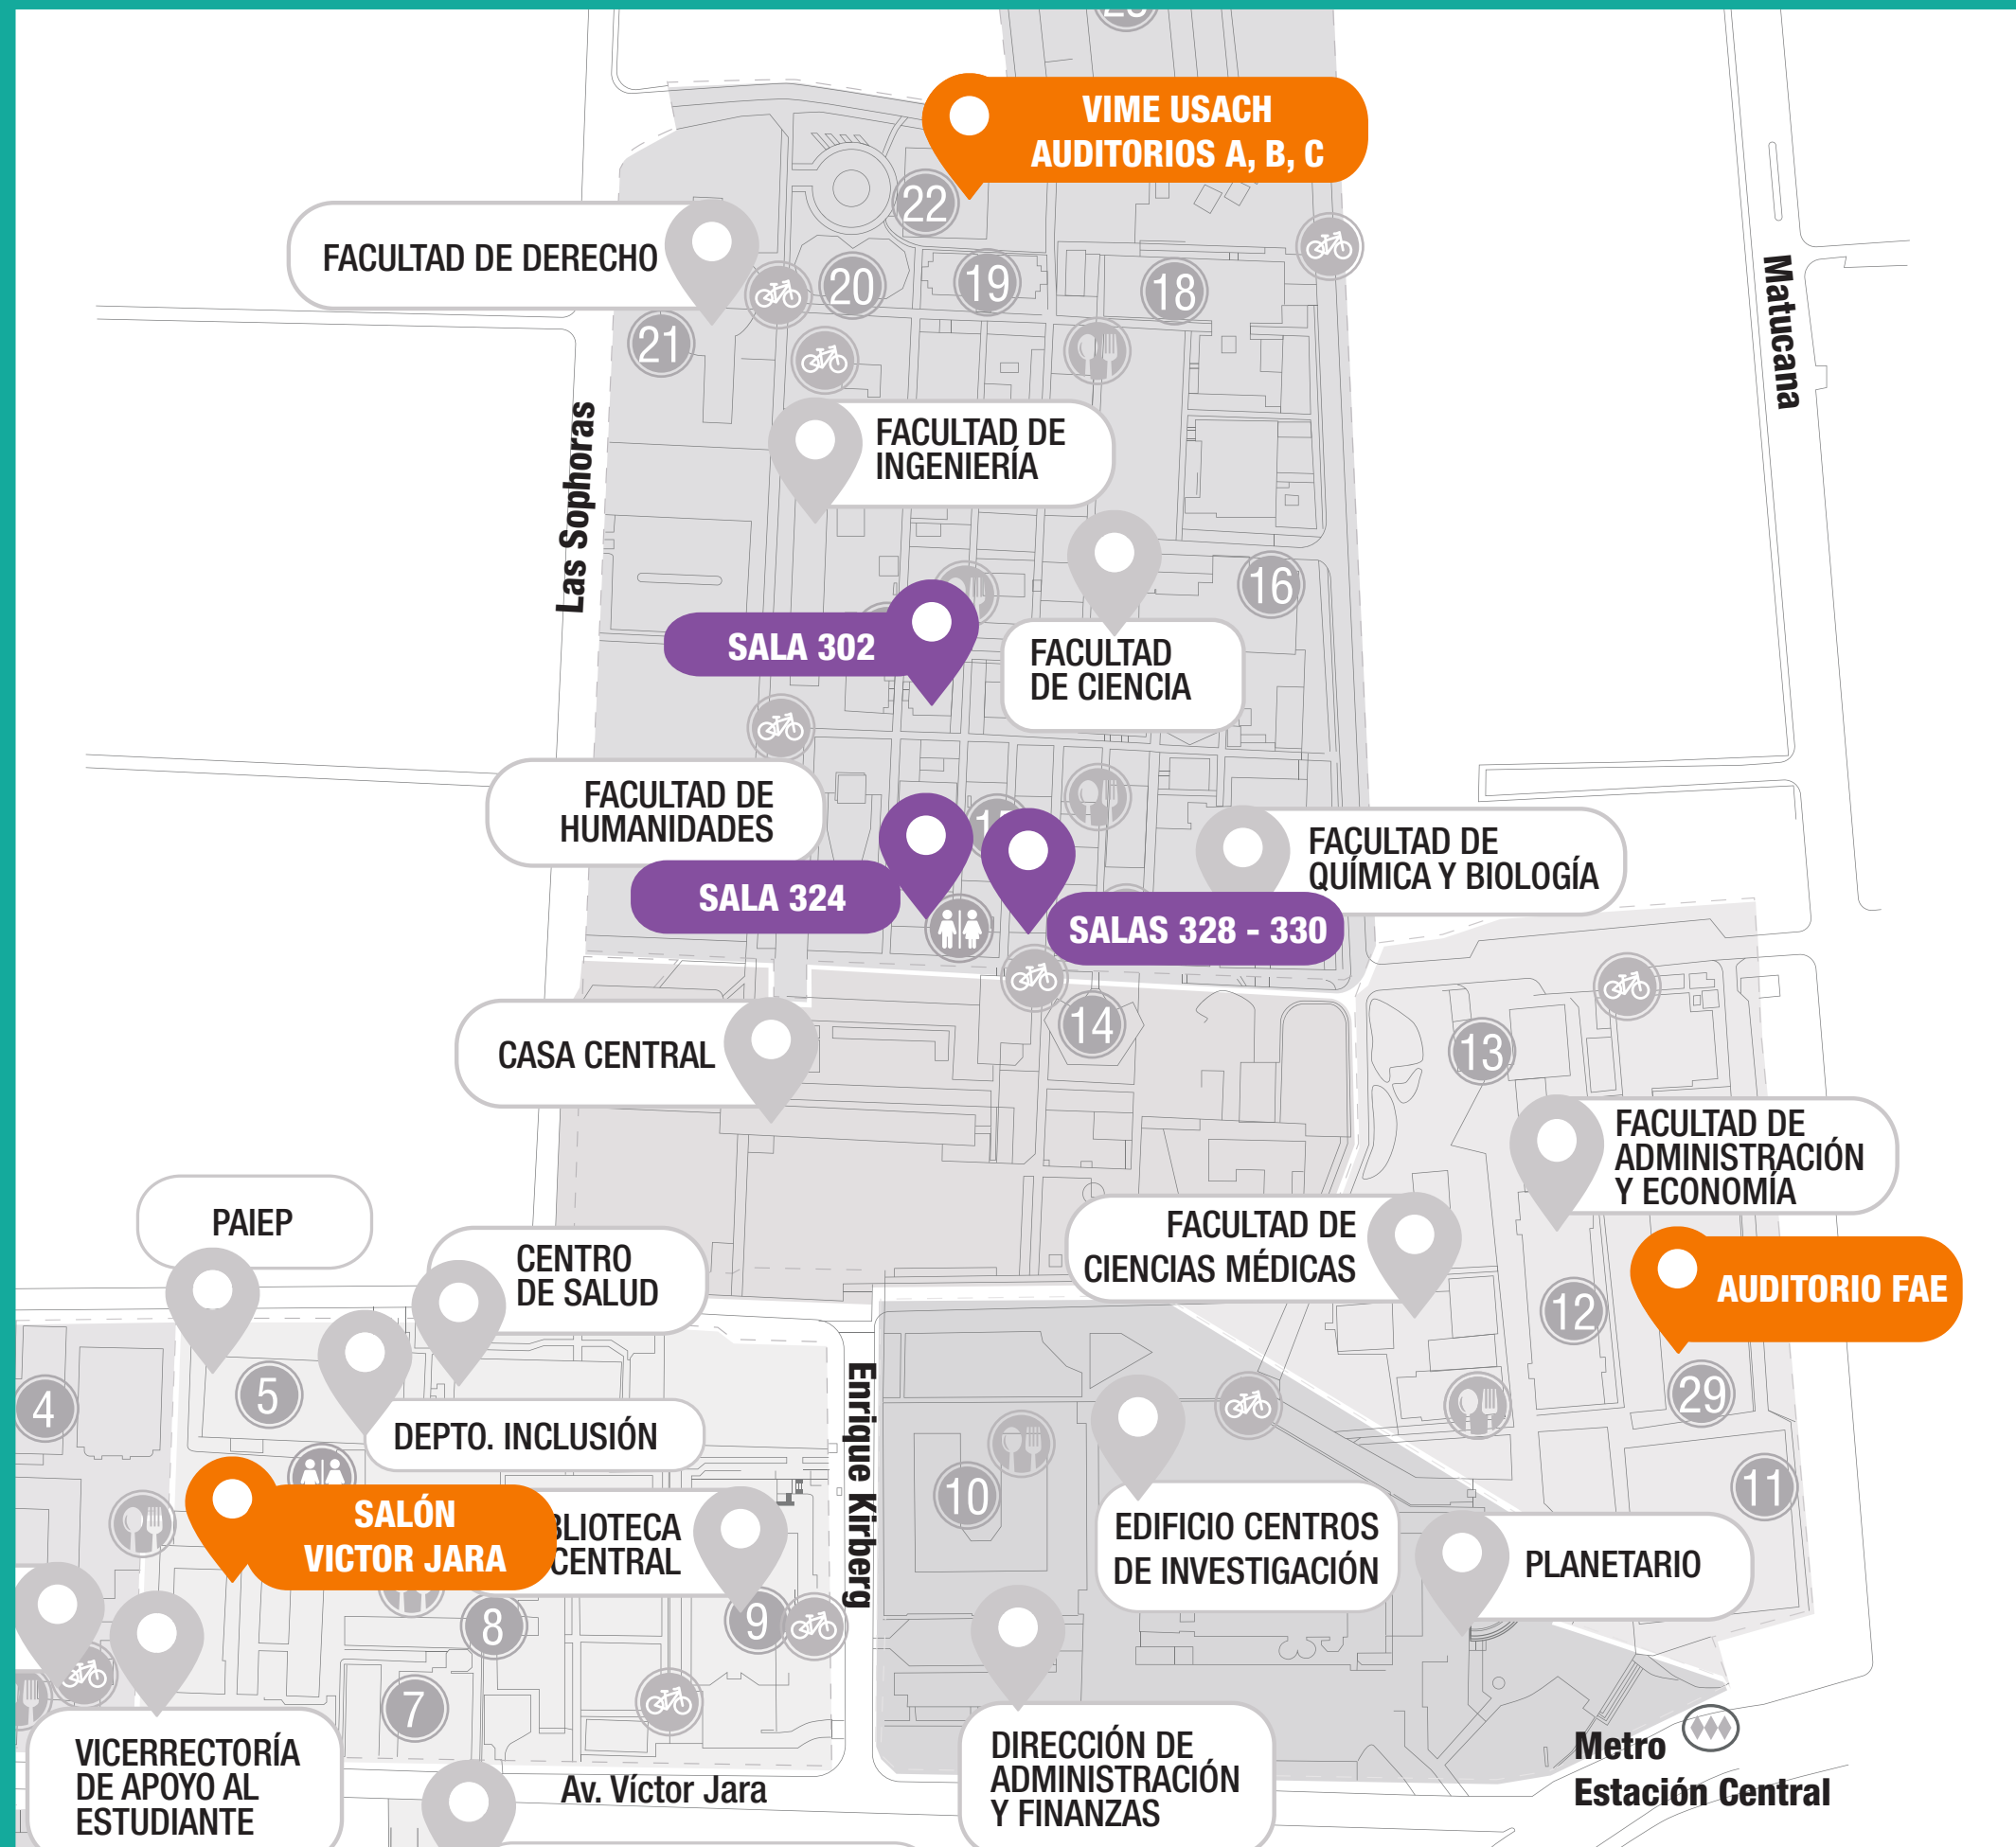 VIME USACH
AUDITORIOS A, B, C
22
FACULTAD DE DERECHO
20
19
18
21
Matucana
FACULTAD DE
INGENIERÍA
Las Sophoras
16
SALA 302
FACULTAD
DE CIENCIA
FACULTAD DE
HUMANIDADES
FACULTAD DE
QUÍMICA Y BIOLOGÍA
SALA 324
SALAS 328 - 330
14
CASA CENTRAL
13
FACULTAD DE
ADMINISTRACIÓN
Y ECONOMÍA
PAIEP
FACULTAD DE
CIENCIAS MÉDICAS
CENTRO
DE SALUD
AUDITORIO FAE
12
5
4
29
DEPTO. INCLUSIÓN
Enrique Kirberg
10
11
SALÓN
VICTOR JARA
CENTRAL
EDIFICIO CENTROS
DE INVESTIGACIÓN
PLANETARIO
8
9
7
VICERRECTORÍA
DE APOYO AL
ESTUDIANTE
Av. Víctor Jara
DIRECCIÓN DE
ADMINISTRACIÓN
Y FINANZAS
Metro
Estación Central